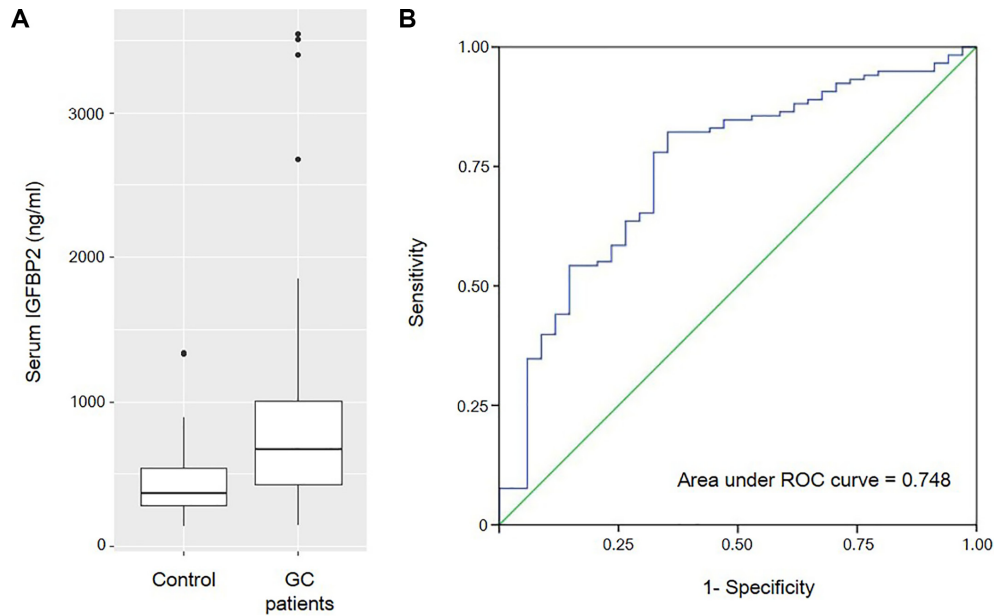 A
Serum IGFBP2 (ng/ml)
3000
2000
1000
0
Control
GC
patients
B
Sensitivity
1.00
0.75
0.50
0.25
0
Area under ROC curve = 0.748
0.25
0.50
0.75
1.00
1- Specificity